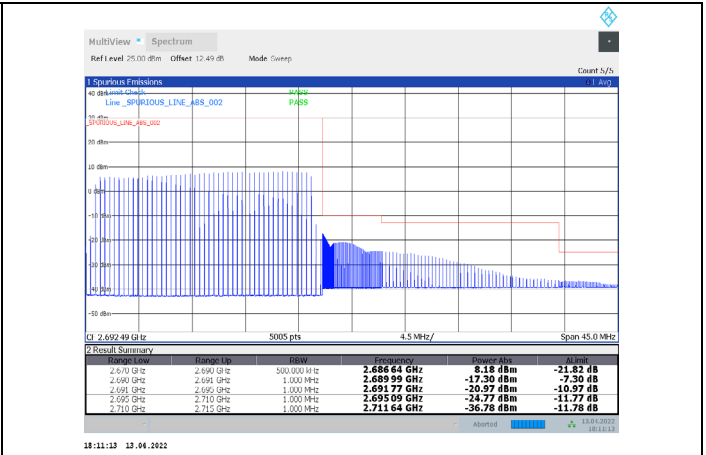 MultiView Spectrum
Ref Level 25.00 dBm Offset 12.49 dB Mode Sweep
Count 5/5
1 Spurious Emissions 1 Avg
40 dBm Limit Check PASS
Line _SPURIOUS_LINE_ABS_002 PASS
30 dBm
_SPURIOUS_LINE_ABS_002
20 dBm
10 dBm
0 dBm
-10 dBm
-20 dBm
-30 dBm
-40 dBm
-50 dBm
CF 2.692 49 GHz 5005 pts 4.5 MHz/ Span 45.0 MHz
2 Result Summary
Range Low Range Up RBW Frequency Power Abs ΔLimit
2.670 GHz 2.690 GHz 500.000 kHz 2.686 64 GHz 8.18 dBm -21.82 dB
2.690 GHz 2.691 GHz 1.000 MHz 2.689 99 GHz -17.30 dBm -7.30 dB
2.691 GHz 2.695 GHz 1.000 MHz 2.691 77 GHz -20.97 dBm -10.97 dB
2.695 GHz 2.710 GHz 1.000 MHz 2.695 09 GHz -24.77 dBm -11.77 dB
2.710 GHz 2.715 GHz 1.000 MHz 2.711 64 GHz -36.78 dBm -11.78 dB
Aborted 13.04.2022
18:11:13
18:11:13 13.04.2022